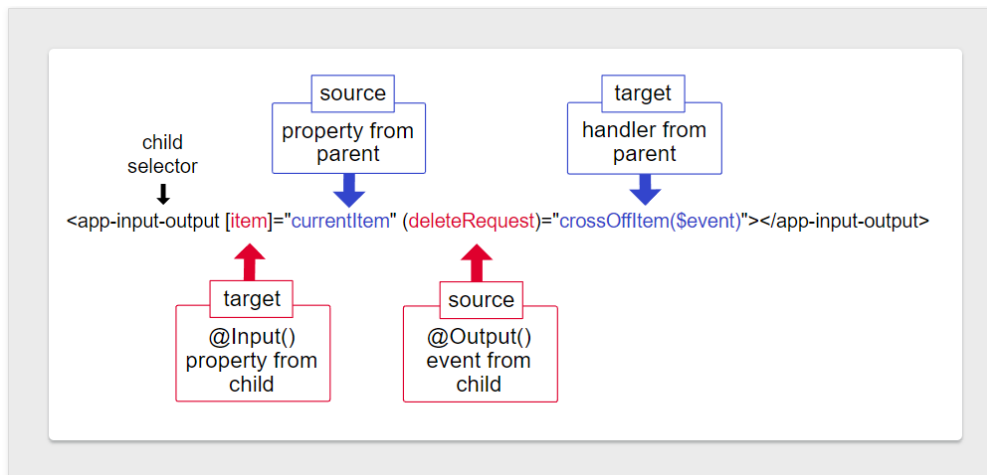 source
property from
parent
target
handler from
parent
child
selector
<app-input-output [item]="currentItem" (deleteRequest)="crossOffItem($event)"></app-input-output>
target
@Input()
property from
child
source
@Output()
event from
child